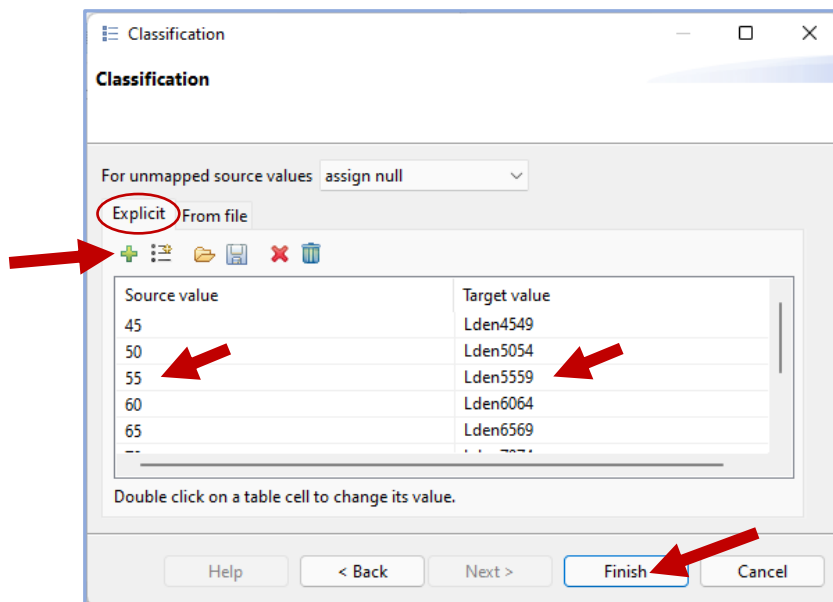 Classification
Classification
For unmapped source values assign null
Explicit From file
Source value Target value
45 Lden4549
50 Lden5054
55 Lden5559
60 Lden6064
65 Lden6569
Double click on a table cell to change its value.
Help < Back Next > Finish Cancel